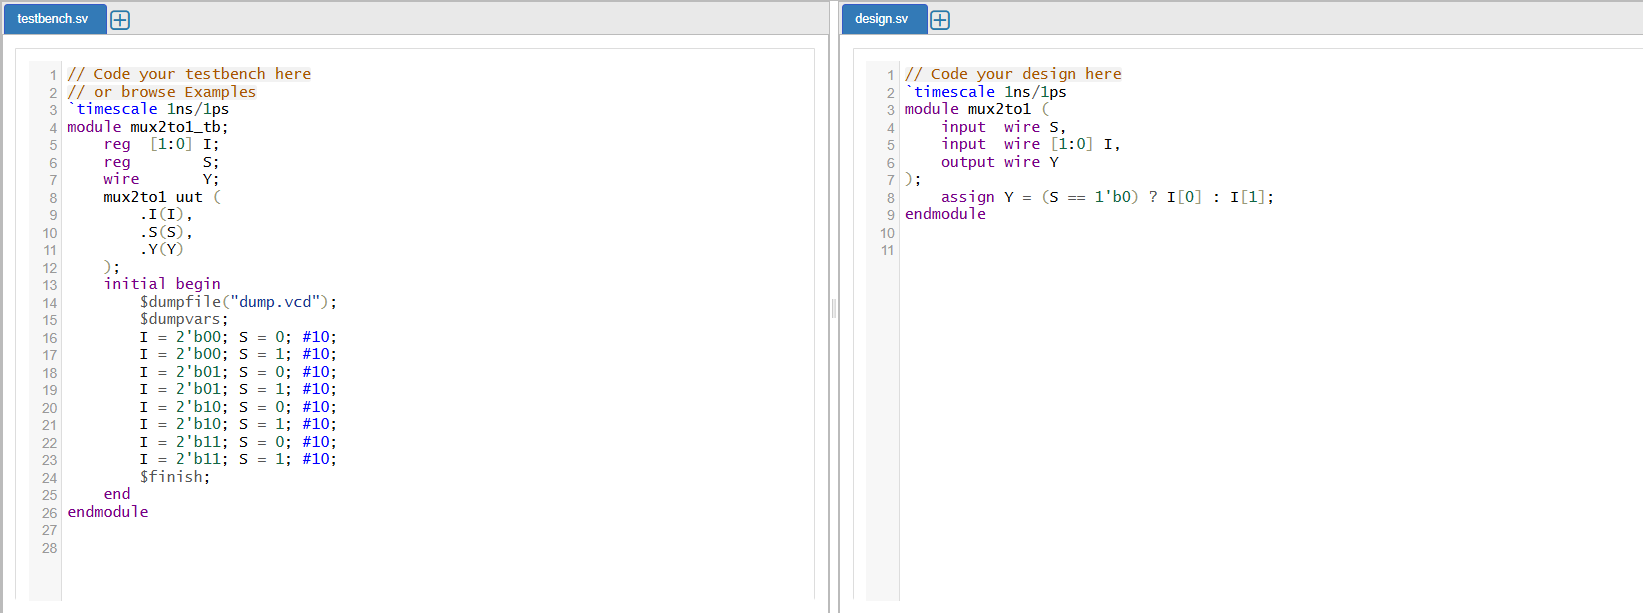 testbench.sv
1 // Code your testbench here
2 // or browse Examples
3 `timescale 1ns/1ps
4 module mux2to1_tb;
5     reg  [1:0] I;
6     reg        S;
7     wire       Y;
8     mux2to1 uut (
9         .I(I),
10         .S(S),
11         .Y(Y)
12     );
13     initial begin
14         $dumpfile("dump.vcd");
15         $dumpvars;
16         I = 2'b00; S = 0; #10;
17         I = 2'b00; S = 1; #10;
18         I = 2'b01; S = 0; #10;
19         I = 2'b01; S = 1; #10;
20         I = 2'b10; S = 0; #10;
21         I = 2'b10; S = 1; #10;
22         I = 2'b11; S = 0; #10;
23         I = 2'b11; S = 1; #10;
24         $finish;
25     end
26 endmodule
27
28
design.sv
1 // Code your design here
2 `timescale 1ns/1ps
3 module mux2to1 (
4     input  wire S,
5     input  wire [1:0] I,
6     output wire Y
7 );
8     assign Y = (S == 1'b0) ? I[0] : I[1];
9 endmodule
10
11